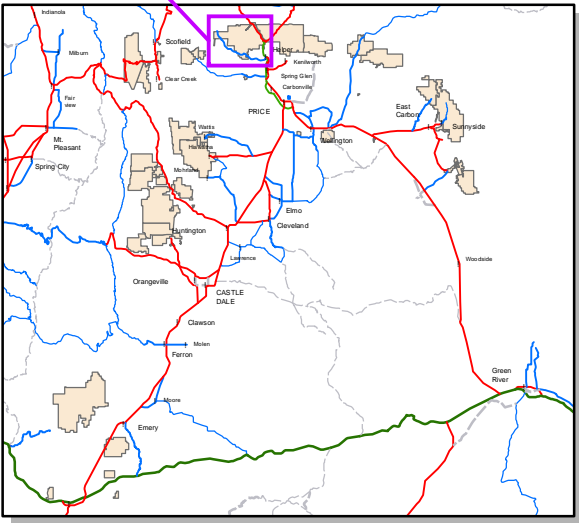 Indianola
Milburn
Scofield
Helper
Kenilworth
Clear Creek
Spring Glen
Carbonville
Fair
view
PRICE
East
Carbon
Sunnyside
Wattis
Wellington
Mt.
Pleasant
Hiawatha
Spring City
Mohrland
Elmo
Cleveland
Huntington
Lawrence
Woodside
Orangeville
CASTLE
DALE
Clawson
Molen
Ferron
Green
River
Moore
Emery